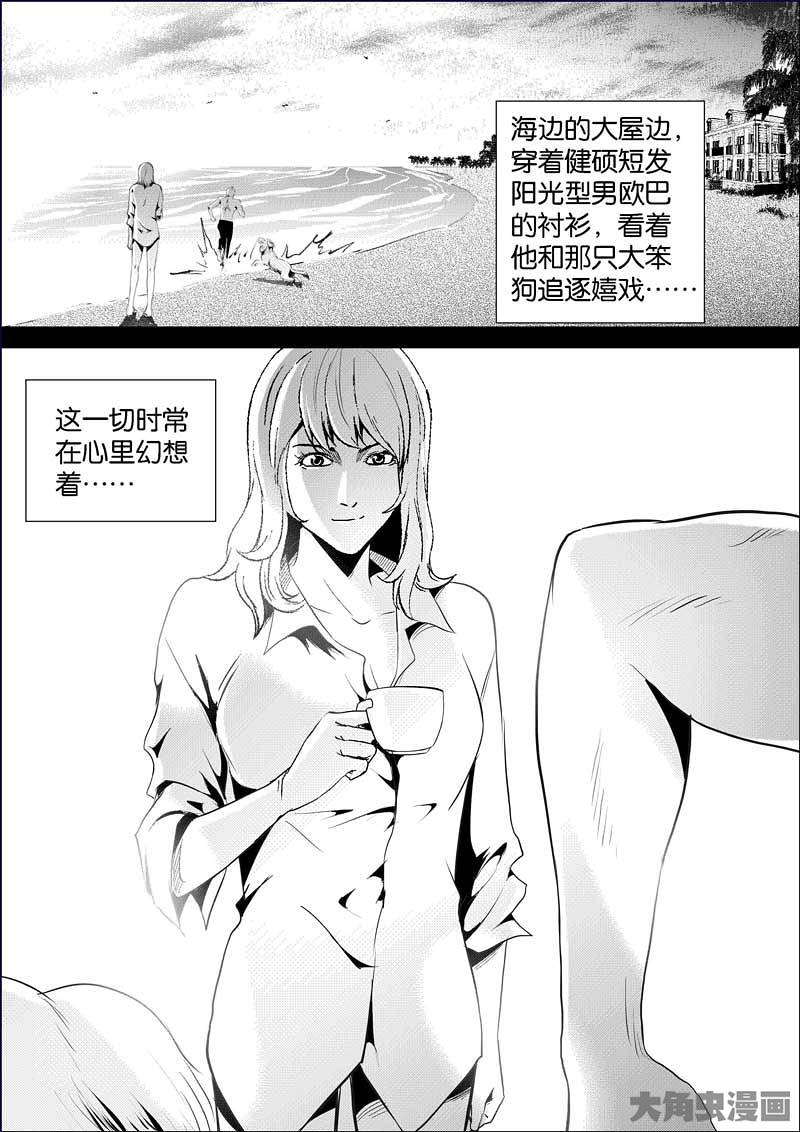 海边的大屋边，
穿着健硕短发
阳光型男欧巴
的衬衫，看着
他和那只大笨
狗追逐嬉戏……
这一切时常
在心里幻想
着……
大角虫漫画